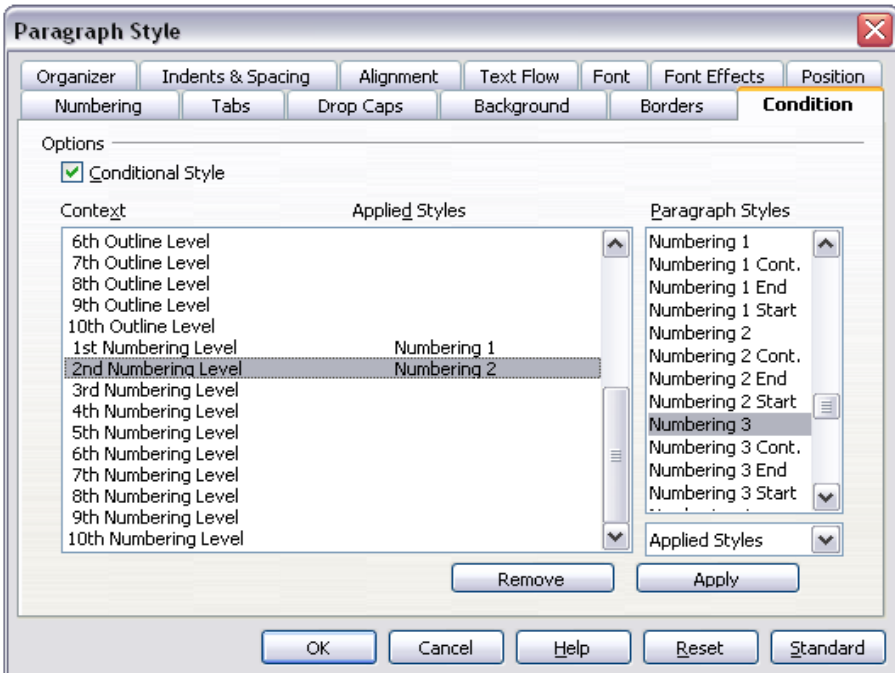 Paragraph Style
Organizer Indents & Spacing Alignment Text Flow Font Font Effects Position
Numbering Tabs Drop Caps Background Borders Condition
Options
Conditional Style
Context Applied Styles Paragraph Styles
6th Outline Level
7th Outline Level
8th Outline Level
9th Outline Level
10th Outline Level
1st Numbering Level Numbering 1
2nd Numbering Level Numbering 2
3rd Numbering Level
4th Numbering Level
5th Numbering Level
6th Numbering Level
7th Numbering Level
8th Numbering Level
9th Numbering Level
10th Numbering Level
Numbering 1
Numbering 1 Cont.
Numbering 1 End
Numbering 1 Start
Numbering 2
Numbering 2 Cont.
Numbering 2 End
Numbering 2 Start
Numbering 3
Numbering 3 Cont.
Numbering 3 End
Numbering 3 Start
Applied Styles
Remove Apply
OK Cancel Help Reset Standard